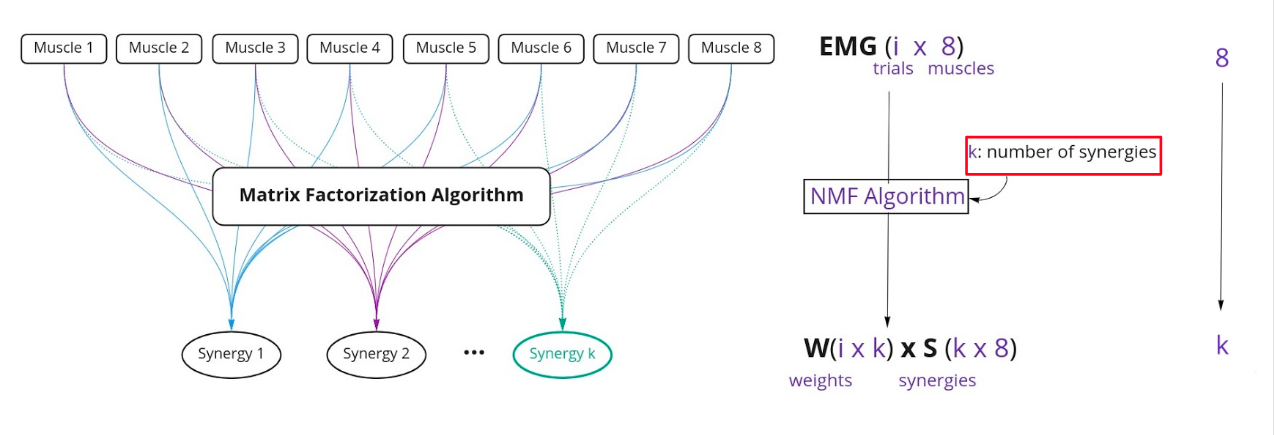 Muscle 1 Muscle 2 Muscle 3 Muscle 4 Muscle 5 Muscle 6 Muscle 7 Muscle 8
Matrix Factorization Algorithm
Synergy 1 Synergy 2 ... Synergy k
EMG (i x 8)
trials muscles
k: number of synergies
NMF Algorithm
W(i x k) x S (k x 8)
weights synergies
8
k